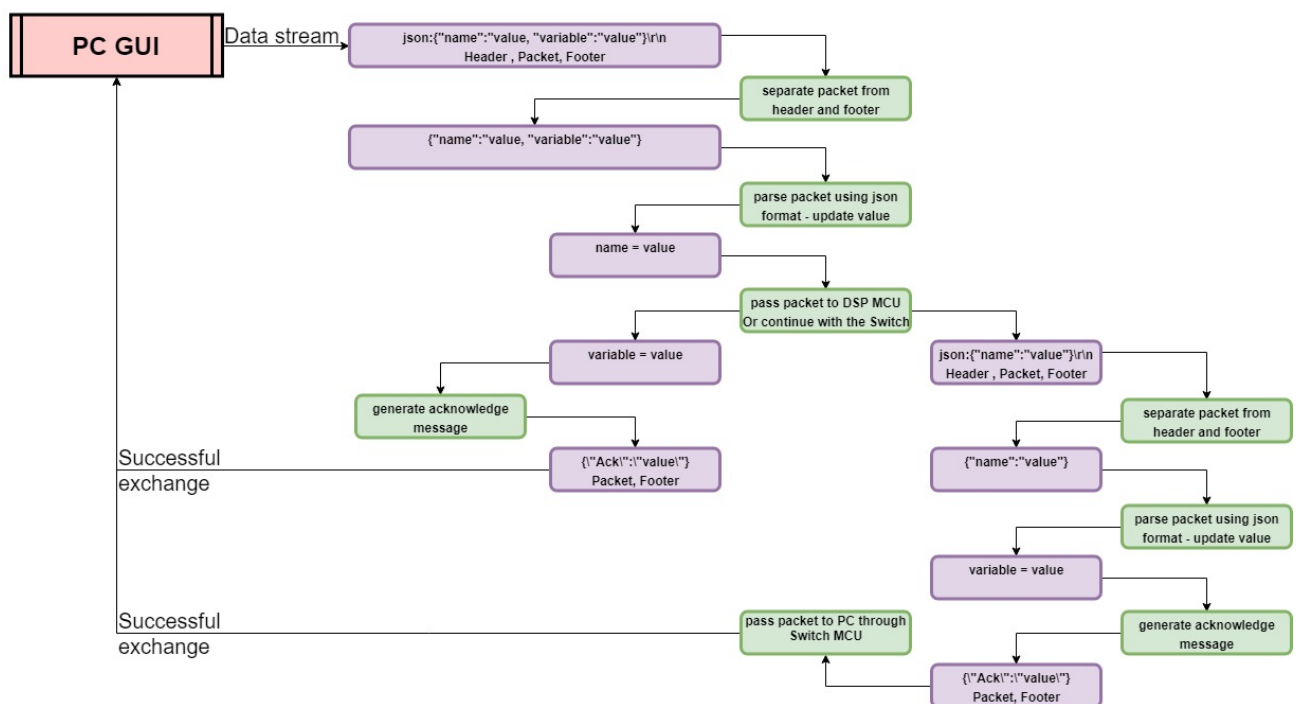 PC GUI
Data stream
json:{"name":"value, "variable":"value"}\r\n
Header , Packet, Footer
separate packet from
header and footer
{"name":"value, "variable":"value"}
parse packet using json
format - update value
name = value
pass packet to DSP MCU
Or continue with the Switch
variable = value
json:{"name":"value"}\r\n
Header , Packet, Footer
generate acknowledge
message
separate packet from
header and footer
Successful
exchange
{\"Ack\":\"value\"}
Packet, Footer
{"name":"value"}
parse packet using json
format - update value
variable = value
Successful
exchange
pass packet to PC through
Switch MCU
generate acknowledge
message
{\"Ack\":\"value\"}
Packet, Footer